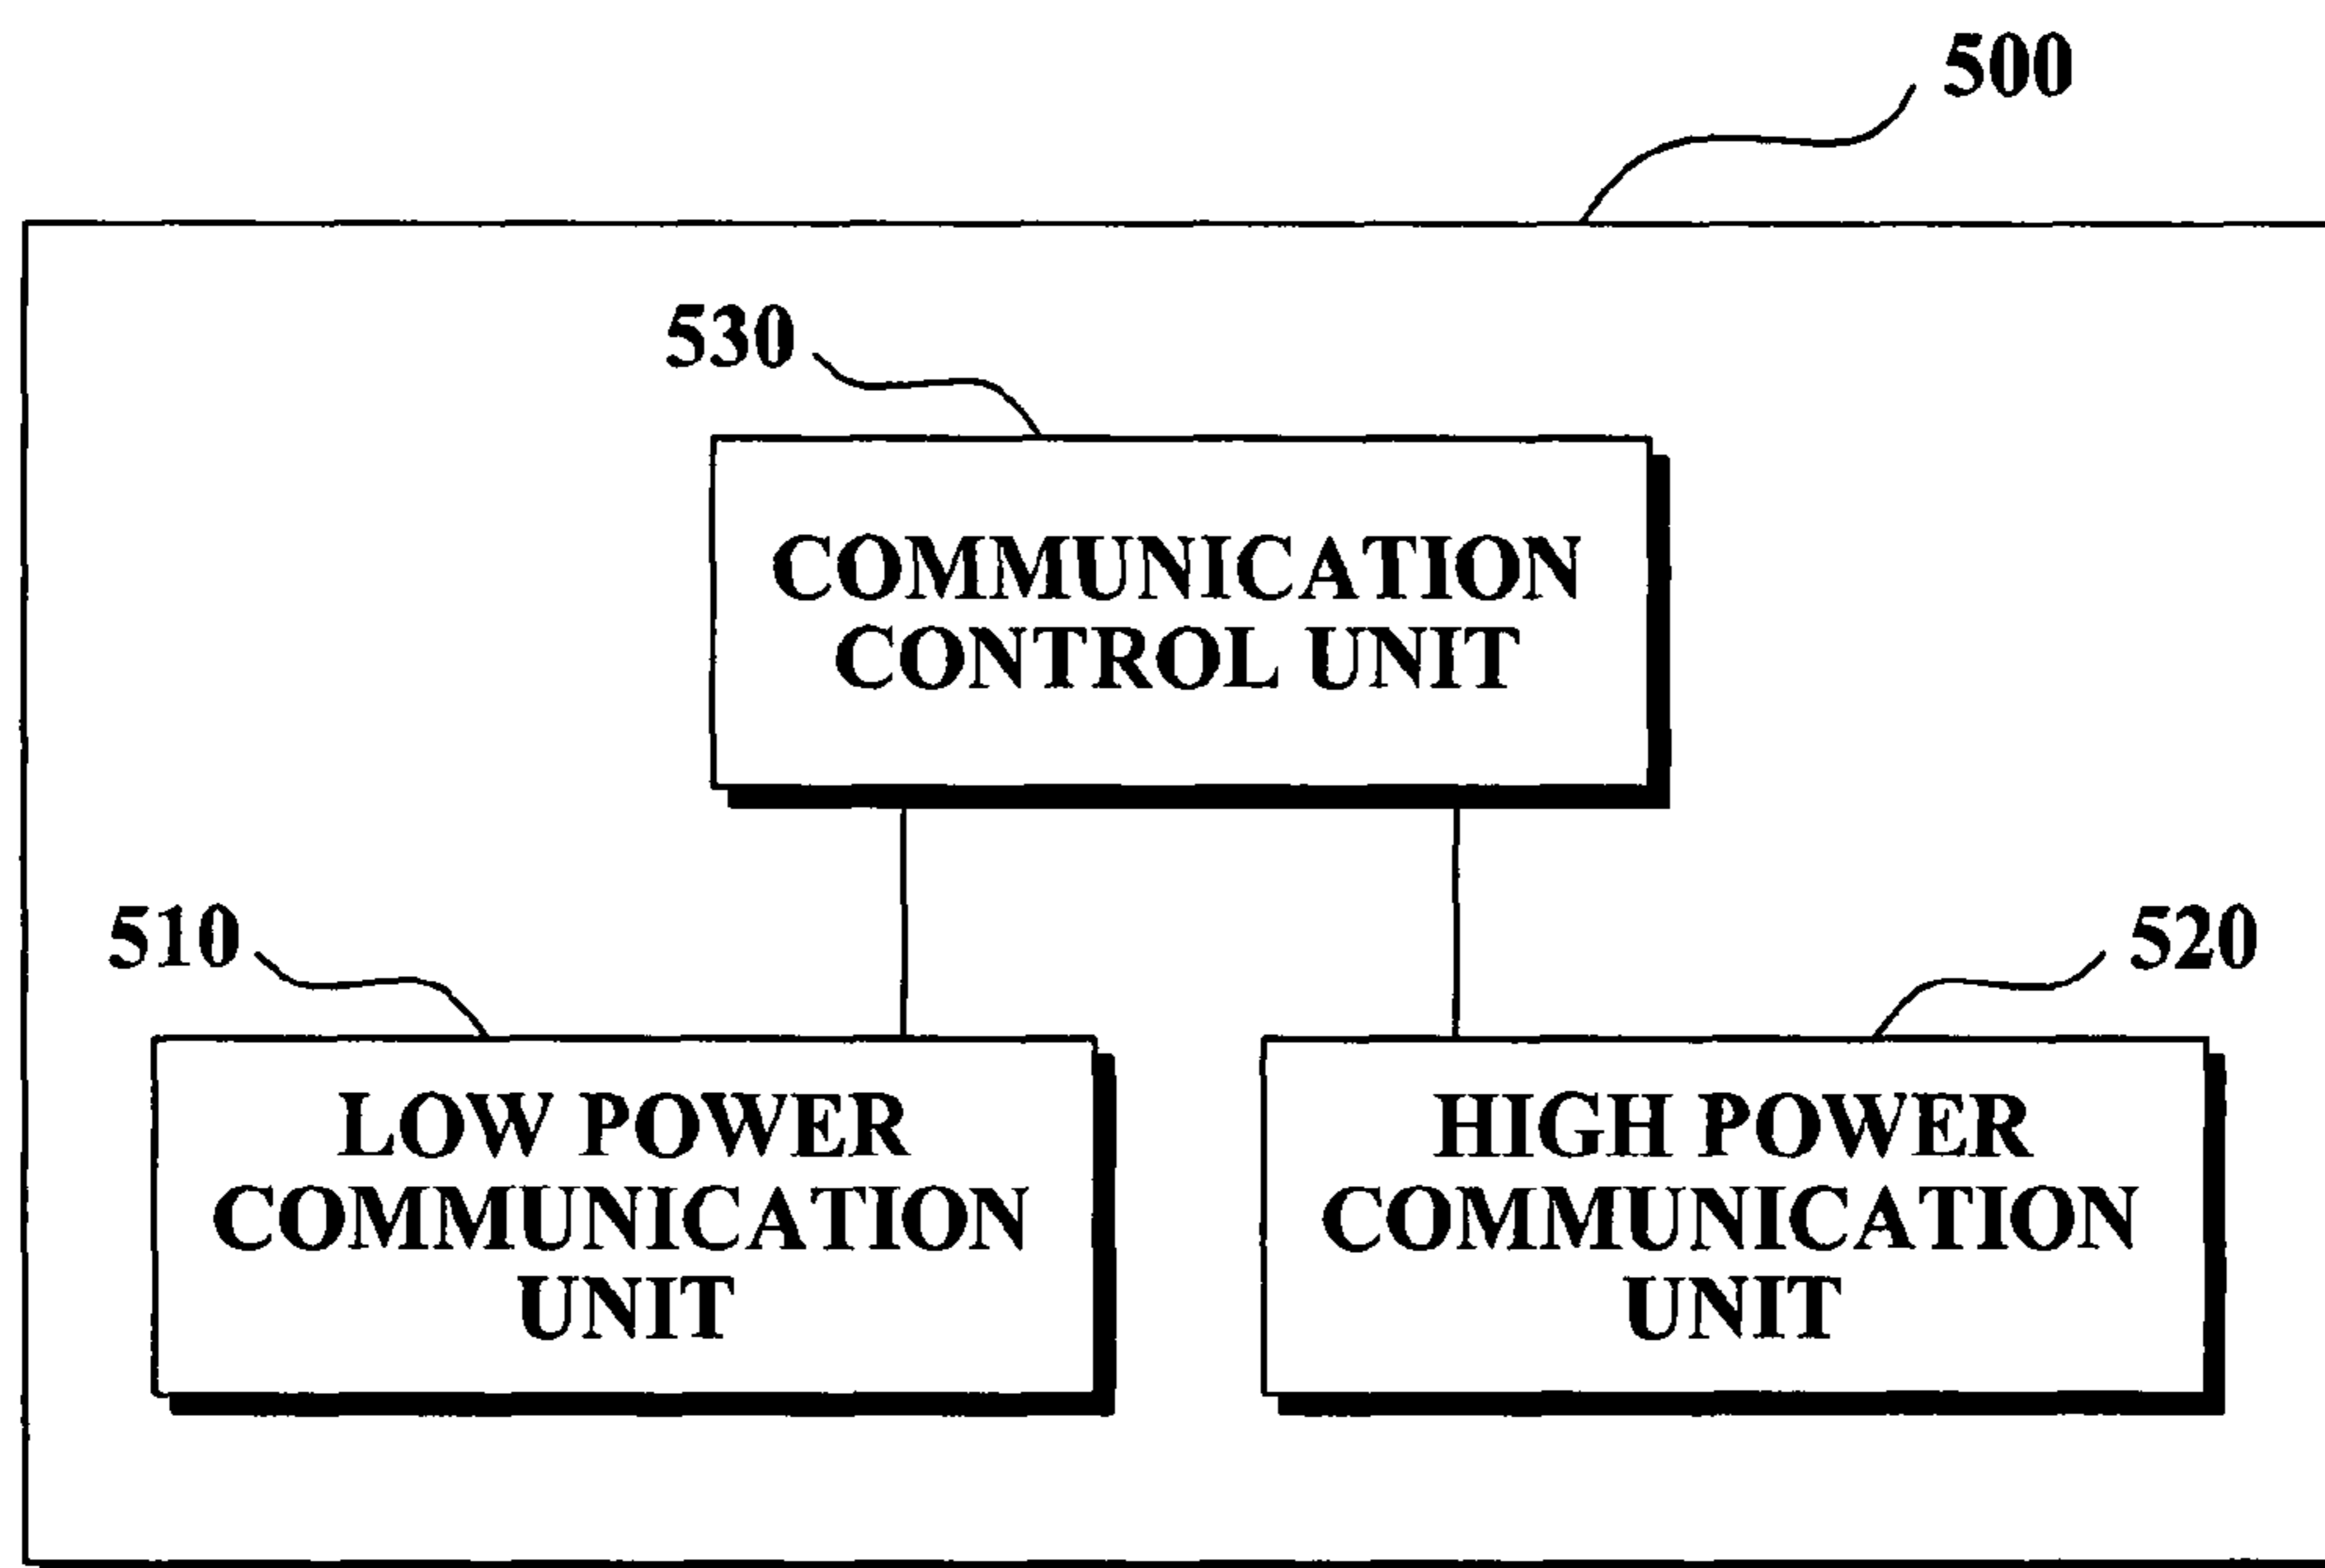 500
530
COMMUNICATION
CONTROL UNIT
510
520
LOW POWER
COMMUNICATION
UNIT
HIGH POWER
COMMUNICATION
UNIT